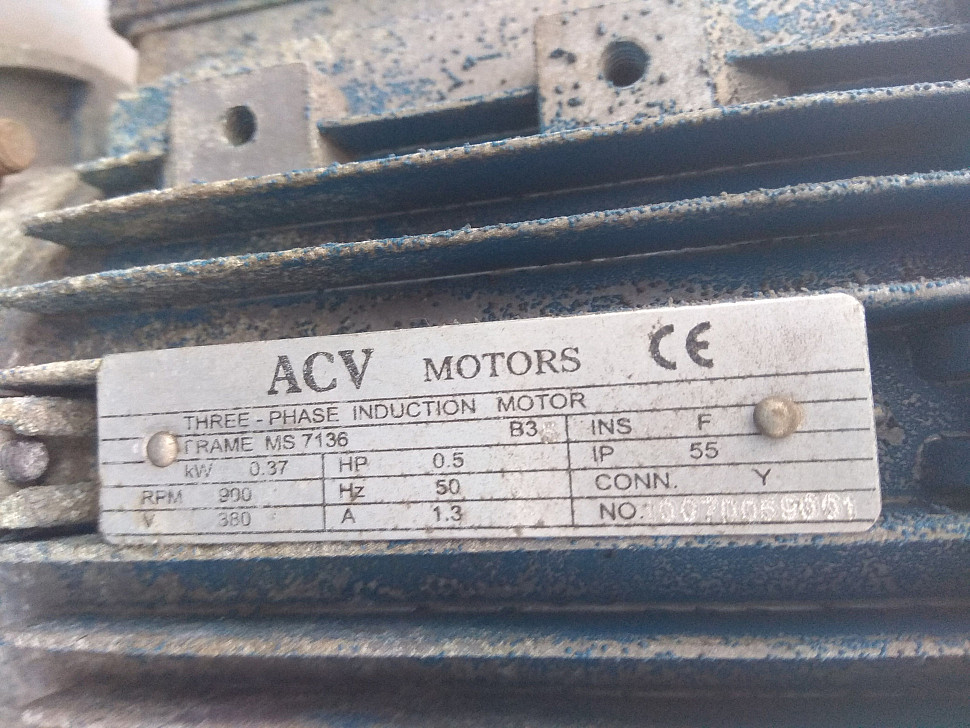 ACV MOTORS CE
THREE-PHASE INDUCTION MOTOR
FRAME MS 7136 B3 INS F
kW 0.37 HP 0.5 IP 55
RPM 900 Hz 50 CONN. Y
V 380 A 1.3 NO.